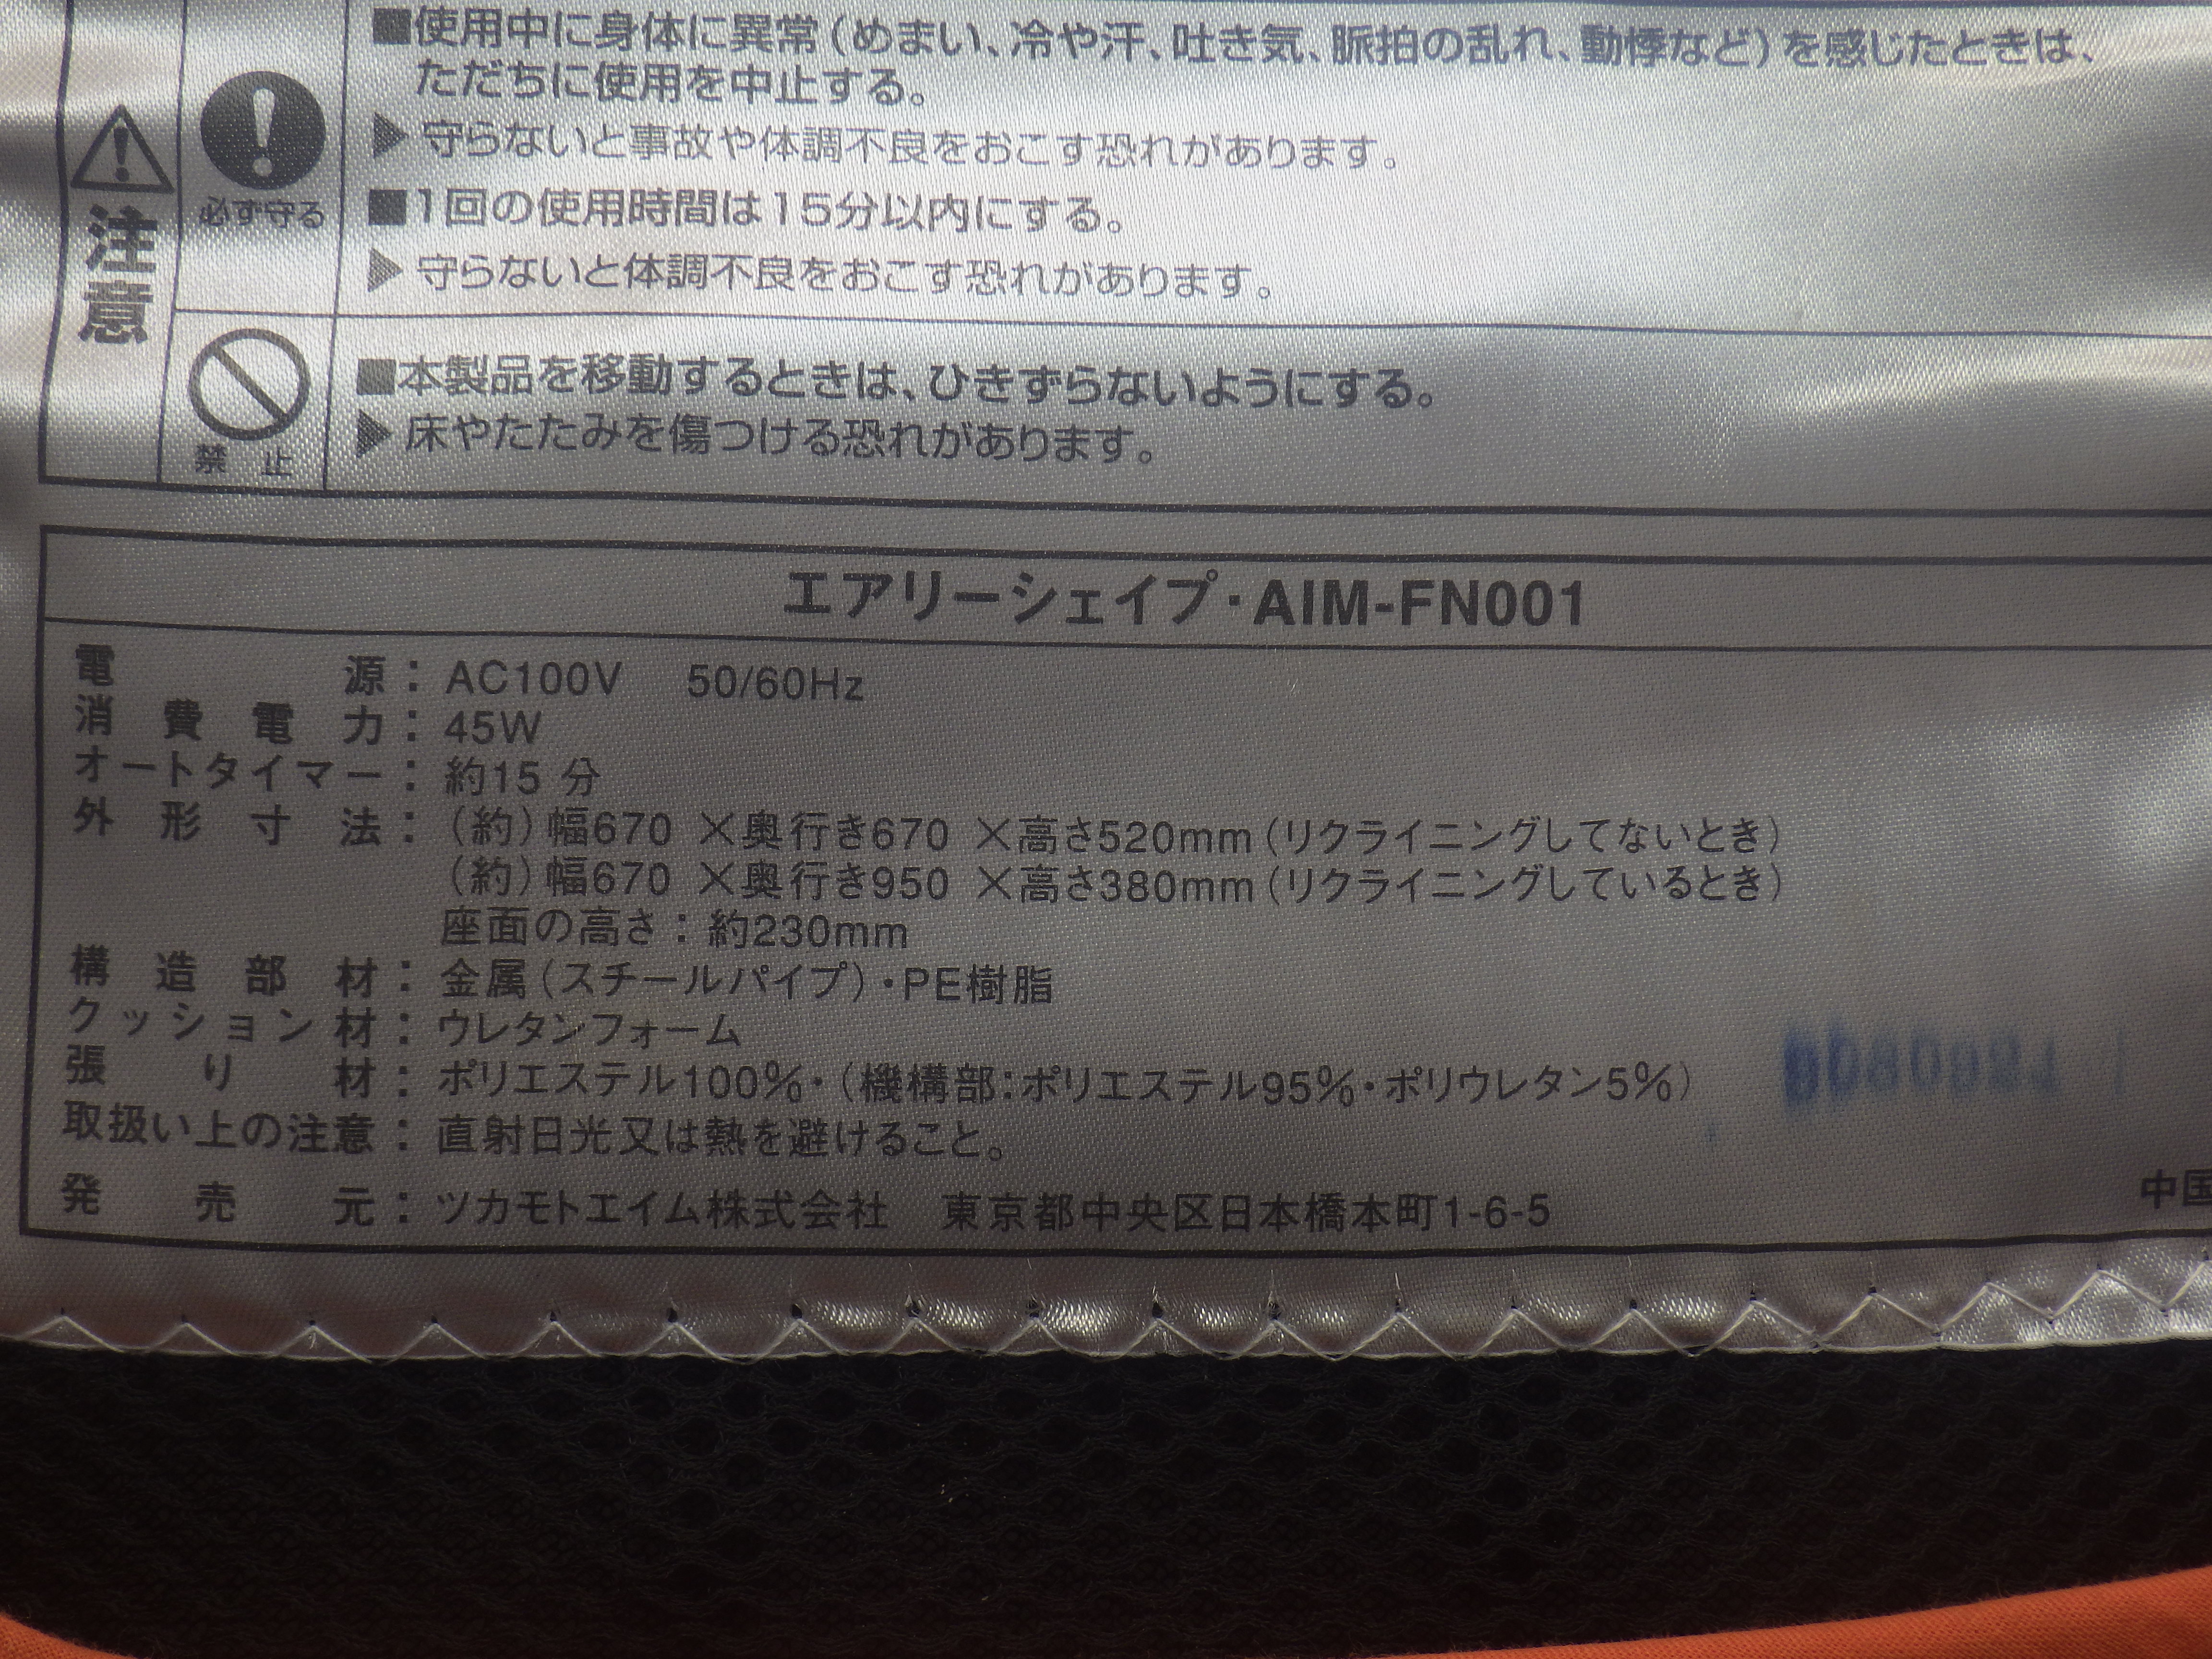 ■使用中に身体に異常(めまい、冷や汗、吐き気、脈拍の乱れ、動悸など)を感じたときは、
ただちに使用を中止する。
▶守らないと事故や体調不良をおこす恐れがあります。
必ず守る
■1回の使用時間は15分以内にする。
▶守らないと体調不良をおこす恐れがあります。
注意
■本製品を移動するときは、ひきずらないようにする。
▶床やたたみを傷つける恐れがあります。
禁止
エアリーシェイプ・AIM-FN001
電源：AC100V 50/60Hz
消費電力：45W
オートタイマー：約15 分
外形寸法：(約)幅670 ×奥行き670 ×高さ520mm(リクライニングしてないとき)
(約)幅670 ×奥行き950 ×高さ380mm(リクライニングしているとき)
座面の高さ：約230mm
構造部材：金属(スチールパイプ)・PE樹脂
クッション材：ウレタンフォーム
張り材：ポリエステル100%・(機構部:ポリエステル95%・ポリウレタン5%)
取扱い上の注意：直射日光又は熱を避けること。
発売元：ツカモトエイム株式会社 東京都中央区日本橋本町1-6-5
中国